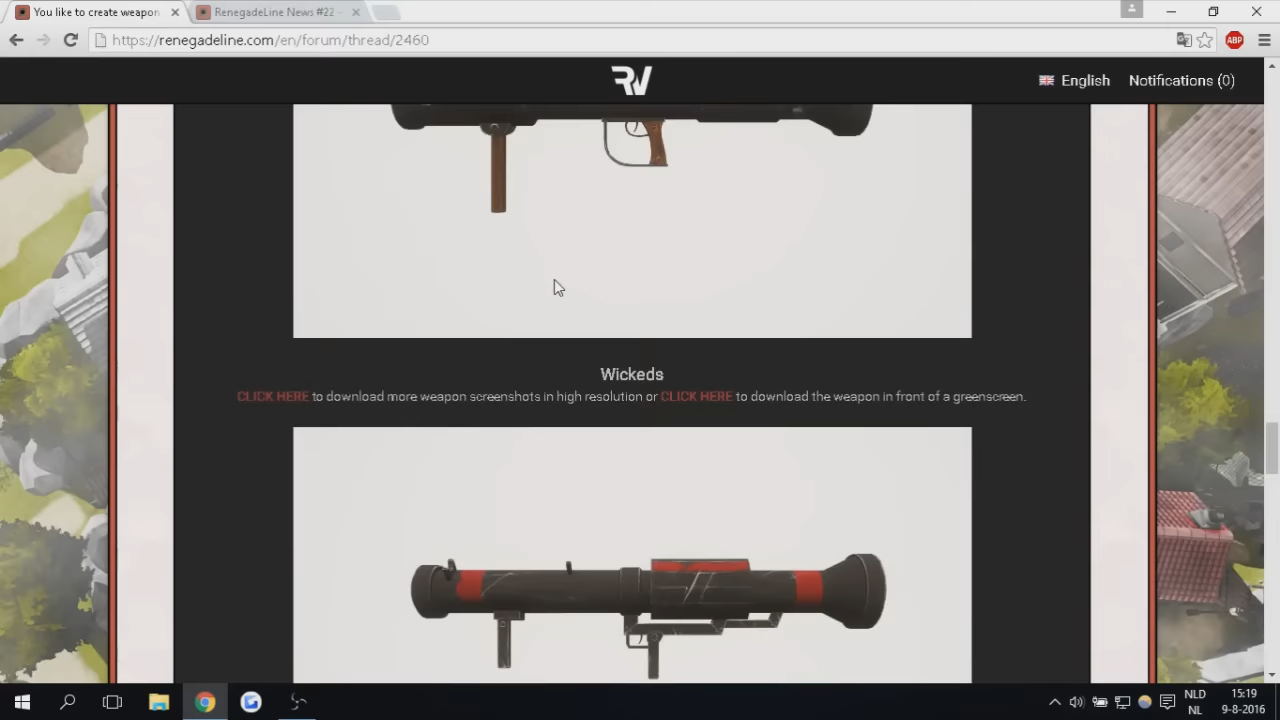 You like to create weapon
RenegadeLine News #22 -
https://renegadeline.com/en/forum/thread/2460
ABP
English
Notifications (0)
Wickeds
CLICK HERE to download more weapon screenshots in high resolution or CLICK HERE to download the weapon in front of a greenscreen.
NLD
NL
15:19
9-8-2016